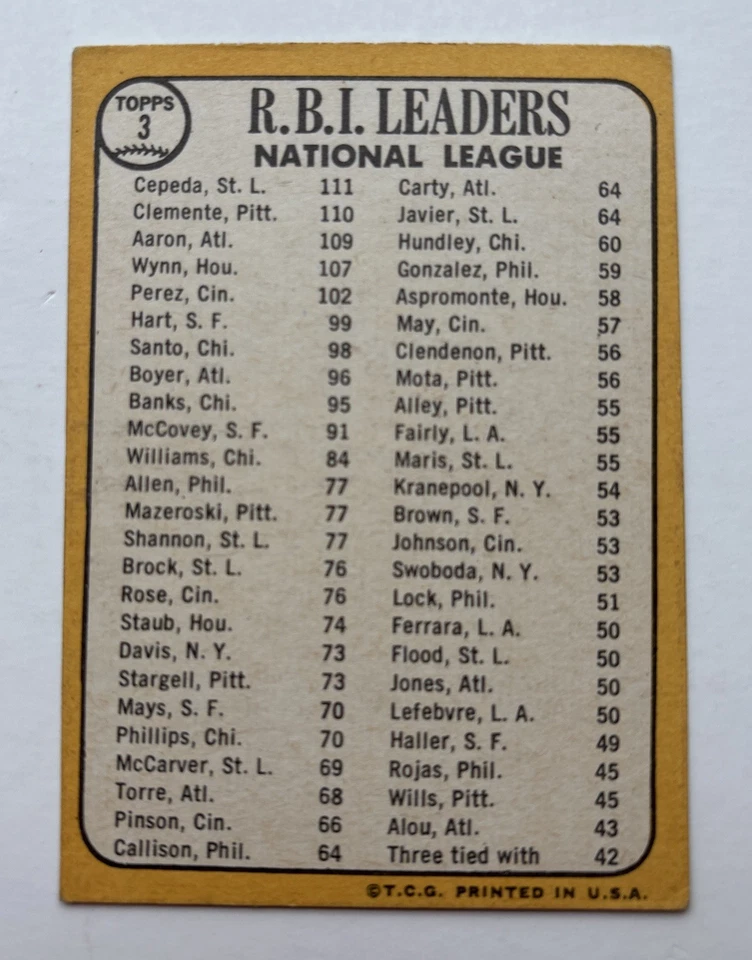 TOPPS
3
R.B.I. LEADERS
NATIONAL LEAGUE
Cepeda, St. L. 111
Clemente, Pitt. 110
Aaron, Atl. 109
Wynn, Hou. 107
Perez, Cin. 102
Hart, S. F. 99
Santo, Chi. 98
Boyer, Atl. 96
Banks, Chi. 95
McCovey, S. F. 91
Williams, Chi. 84
Allen, Phil. 77
Mazeroski, Pitt. 77
Shannon, St. L. 77
Brock, St. L. 76
Rose, Cin. 76
Staub, Hou. 74
Davis, N. Y. 73
Stargell, Pitt. 73
Mays, S. F. 70
Phillips, Chi. 70
McCarver, St. L. 69
Torre, Atl. 68
Pinson, Cin. 66
Callison, Phil. 64
Carty, Atl. 64
Javier, St. L. 64
Hundley, Chi. 60
Gonzalez, Phil. 59
Aspromonte, Hou. 58
May, Cin. 57
Clendenon, Pitt. 56
Mota, Pitt. 56
Alley, Pitt. 55
Fairly, L. A. 55
Maris, St. L. 55
Kranepool, N. Y. 54
Brown, S. F. 53
Johnson, Cin. 53
Swoboda, N. Y. 53
Lock, Phil. 51
Ferrara, L. A. 50
Flood, St. L. 50
Jones, Atl. 50
Lefebvre, L. A. 50
Haller, S. F. 49
Rojas, Phil. 45
Wills, Pitt. 45
Alou, Atl. 43
Three tied with 42
©T.C.G. PRINTED IN U.S.A.